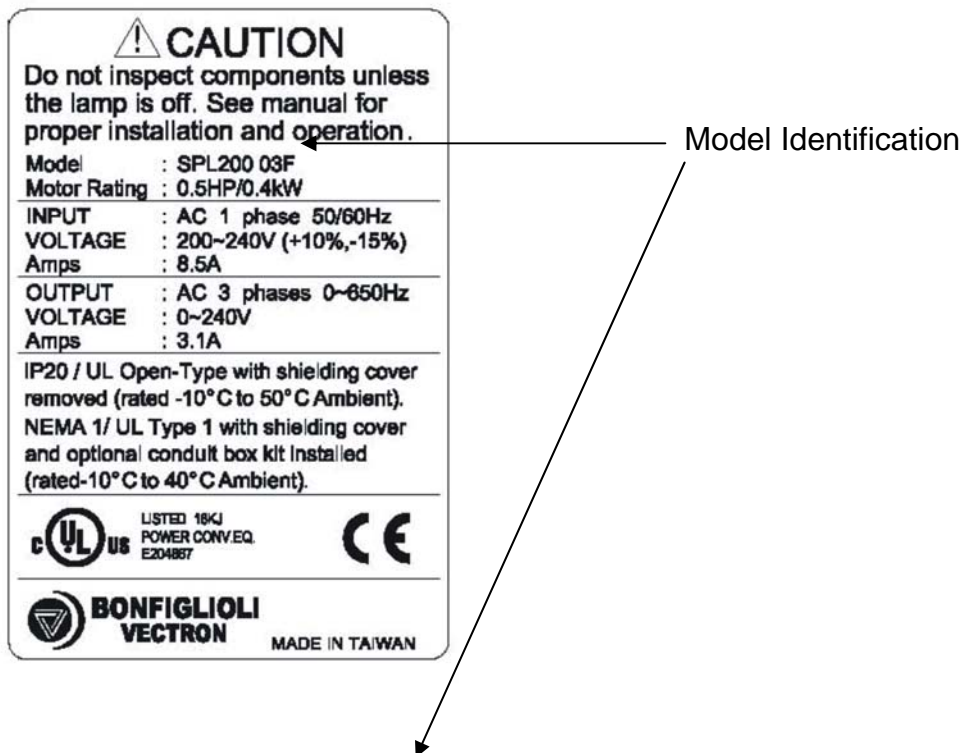 ⚠ CAUTION
Do not inspect components unless
the lamp is off. See manual for
proper installation and operation.
Model : SPL200 03F
Motor Rating : 0.5HP/0.4kW
INPUT : AC 1 phase 50/60Hz
VOLTAGE : 200~240V (+10%,-15%)
Amps : 8.5A
OUTPUT : AC 3 phases 0~650Hz
VOLTAGE : 0~240V
Amps : 3.1A
IP20 / UL Open-Type with shielding cover
removed (rated -10°C to 50°C Ambient).
NEMA 1/ UL Type 1 with shielding cover
and optional conduit box kit installed
(rated-10°C to 40°C Ambient).
C UL US
LISTED 16KJ
POWER CONV.EQ.
E204867
CE
BONFIGLIOLI
VECTRON
MADE IN TAIWAN
Model Identification